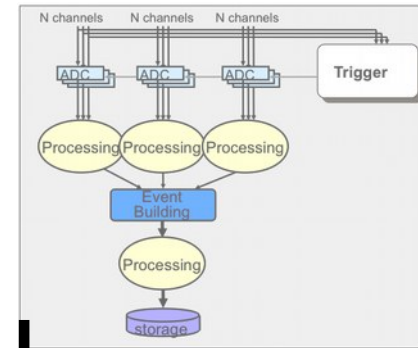 N channels N channels N channels
ADC ADC ADC Trigger
Processing Processing Processing
Event
Building
Processing
storage